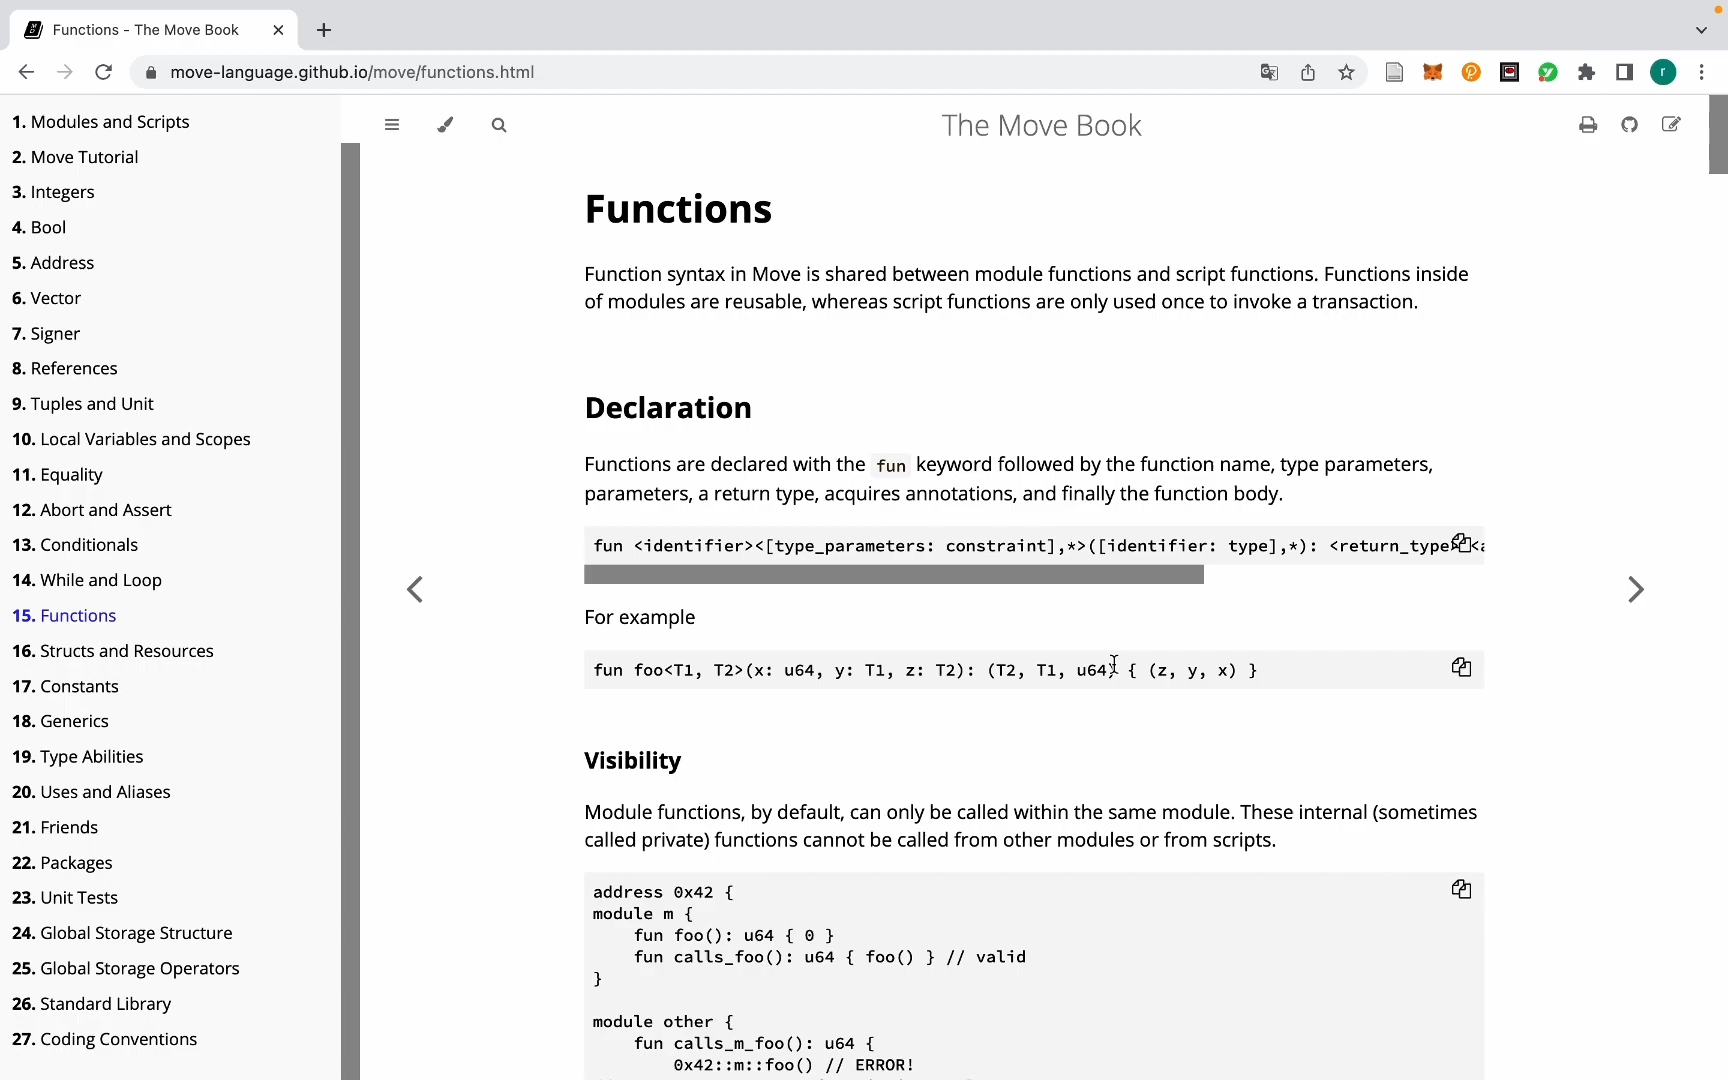 Functions - The Move Book
move-language.github.io/move/functions.html
r
1. Modules and Scripts
2. Move Tutorial
3. Integers
4. Bool
5. Address
6. Vector
7. Signer
8. References
9. Tuples and Unit
10. Local Variables and Scopes
11. Equality
12. Abort and Assert
13. Conditionals
14. While and Loop
15. Functions
16. Structs and Resources
17. Constants
18. Generics
19. Type Abilities
20. Uses and Aliases
21. Friends
22. Packages
23. Unit Tests
24. Global Storage Structure
25. Global Storage Operators
26. Standard Library
27. Coding Conventions
The Move Book
Functions
Function syntax in Move is shared between module functions and script functions. Functions inside
of modules are reusable, whereas script functions are only used once to invoke a transaction.
Declaration
Functions are declared with the fun keyword followed by the function name, type parameters,
parameters, a return type, acquires annotations, and finally the function body.
fun <identifier><[type_parameters: constraint],*>([identifier: type],*): <return_type> <a
For example
fun foo<T1, T2>(x: u64, y: T1, z: T2): (T2, T1, u64) { (z, y, x) }
Visibility
Module functions, by default, can only be called within the same module. These internal (sometimes
called private) functions cannot be called from other modules or from scripts.
address 0x42 {
module m {
    fun foo(): u64 { 0 }
    fun calls_foo(): u64 { foo() } // valid
}
module other {
    fun calls_m_foo(): u64 {
        0x42::m::foo() // ERROR!